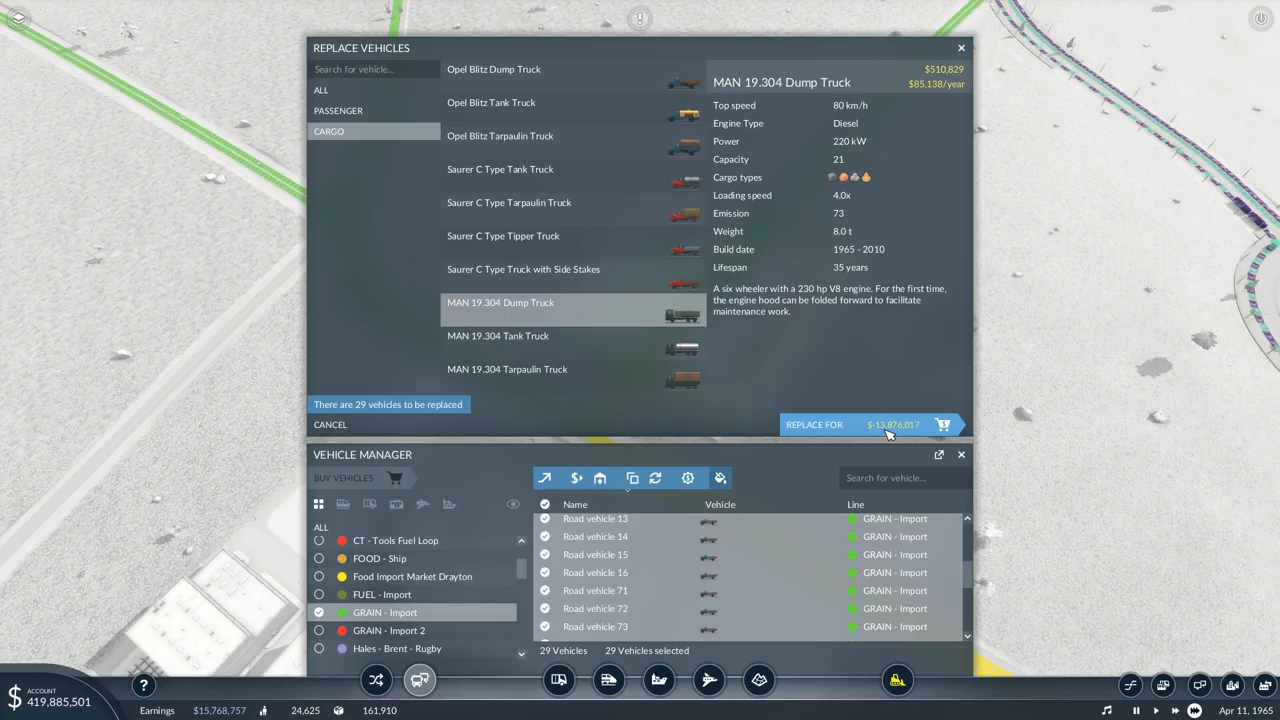 REPLACE VEHICLES
Search for vehicle...
ALL
PASSENGER
CARGO
Opel Blitz Dump Truck
Opel Blitz Tank Truck
Opel Blitz Tarpaulin Truck
Saurer C Type Tank Truck
Saurer C Type Tarpaulin Truck
Saurer C Type Tipper Truck
Saurer C Type Truck with Side Stakes
MAN 19.304 Dump Truck
MAN 19.304 Tank Truck
MAN 19.304 Tarpaulin Truck
$510,829
MAN 19.304 Dump Truck
$85,138/year
Top speed 80 km/h
Engine Type Diesel
Power 220 kW
Capacity 21
Cargo types
Loading speed 4.0x
Emission 73
Weight 8.0 t
Build date 1965 - 2010
Lifespan 35 years
A six wheeler with a 230 hp V8 engine. For the first time,
the engine hood can be folded forward to facilitate
maintenance work.
There are 29 vehicles to be replaced
CANCEL
REPLACE FOR $-13,876,017
VEHICLE MANAGER
BUY VEHICLES
Search for vehicle...
ALL
CT - Tools Fuel Loop
FOOD - Ship
Food Import Market Drayton
FUEL - Import
GRAIN - Import
GRAIN - Import 2
Hales - Brent - Rugby
Name Vehicle Line
Road vehicle 13 GRAIN - Import
Road vehicle 14 GRAIN - Import
Road vehicle 15 GRAIN - Import
Road vehicle 16 GRAIN - Import
Road vehicle 71 GRAIN - Import
Road vehicle 72 GRAIN - Import
Road vehicle 73 GRAIN - Import
29 Vehicles 29 Vehicles selected
$ ACCOUNT
419,885,501
?
Earnings $15,768,757 24,625 161,910
Apr 11, 1965